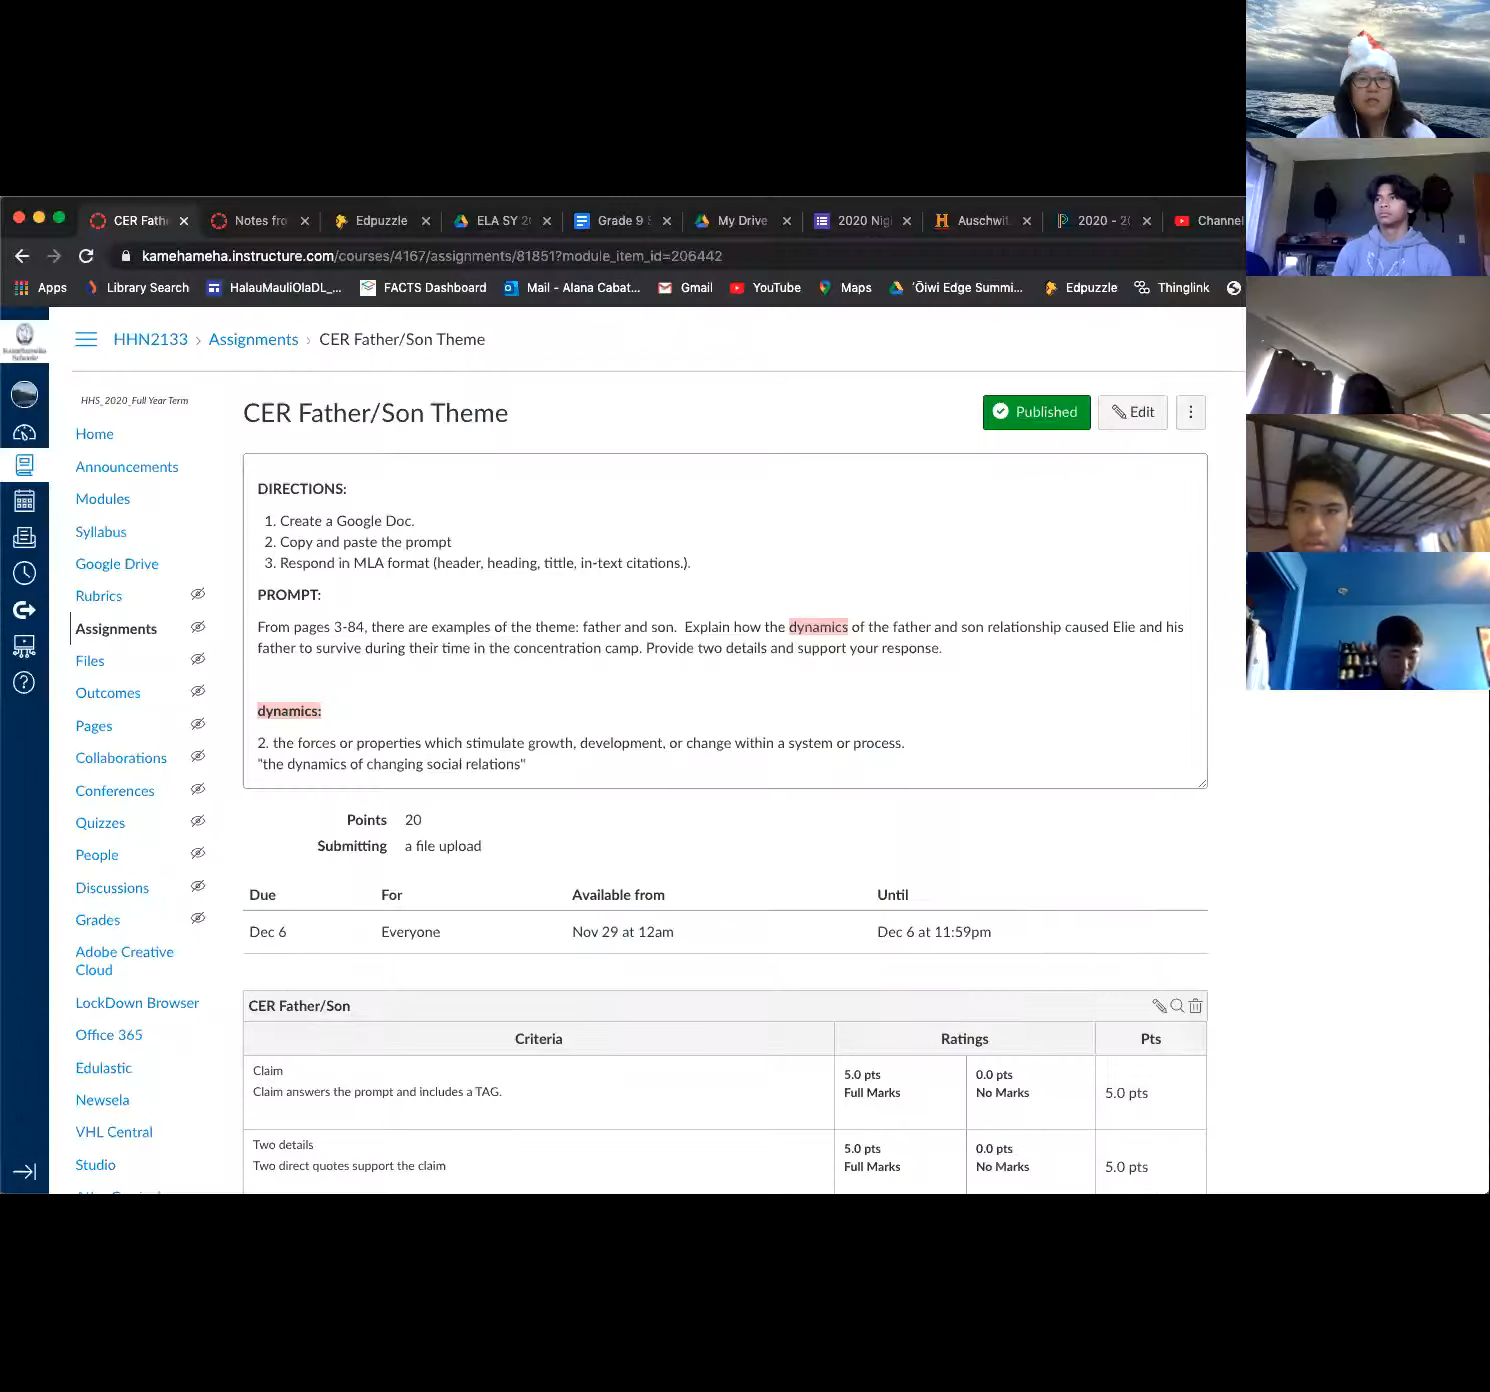 CER Fath
Notes fro
Edpuzzle
ELA SY 2
Grade 9 S
My Drive
2020 Nig
Auschwit
2020 - 2
Channel
kamehameha.instructure.com/courses/4167/assignments/81851?module_item_id=206442
Apps
Library Search
HalauMauliOlaDL_...
FACTS Dashboard
Mail - Alana Cabat...
Gmail
YouTube
Maps
ʻŌiwi Edge Summi...
Edpuzzle
Thinglink
HHN2133 › Assignments › CER Father/Son Theme
HHS_2020_Full Year Term
Home
Announcements
Modules
Syllabus
Google Drive
Rubrics
Assignments
Files
Outcomes
Pages
Collaborations
Conferences
Quizzes
People
Discussions
Grades
Adobe Creative
Cloud
LockDown Browser
Office 365
Edulastic
Newsela
VHL Central
Studio
CER Father/Son Theme
Published
Edit
DIRECTIONS:
1. Create a Google Doc.
2. Copy and paste the prompt
3. Respond in MLA format (header, heading, tittle, in-text citations.).
PROMPT:
From pages 3-84, there are examples of the theme: father and son.  Explain how the dynamics of the father and son relationship caused Elie and his
father to survive during their time in the concentration camp. Provide two details and support your response.
dynamics:
2. the forces or properties which stimulate growth, development, or change within a system or process.
"the dynamics of changing social relations"
Points 20
Submitting a file upload
Due For Available from Until
Dec 6 Everyone Nov 29 at 12am Dec 6 at 11:59pm
CER Father/Son
Criteria Ratings Pts
Claim
Claim answers the prompt and includes a TAG.
5.0 pts
Full Marks
0.0 pts
No Marks
5.0 pts
Two details
Two direct quotes support the claim
5.0 pts
Full Marks
0.0 pts
No Marks
5.0 pts